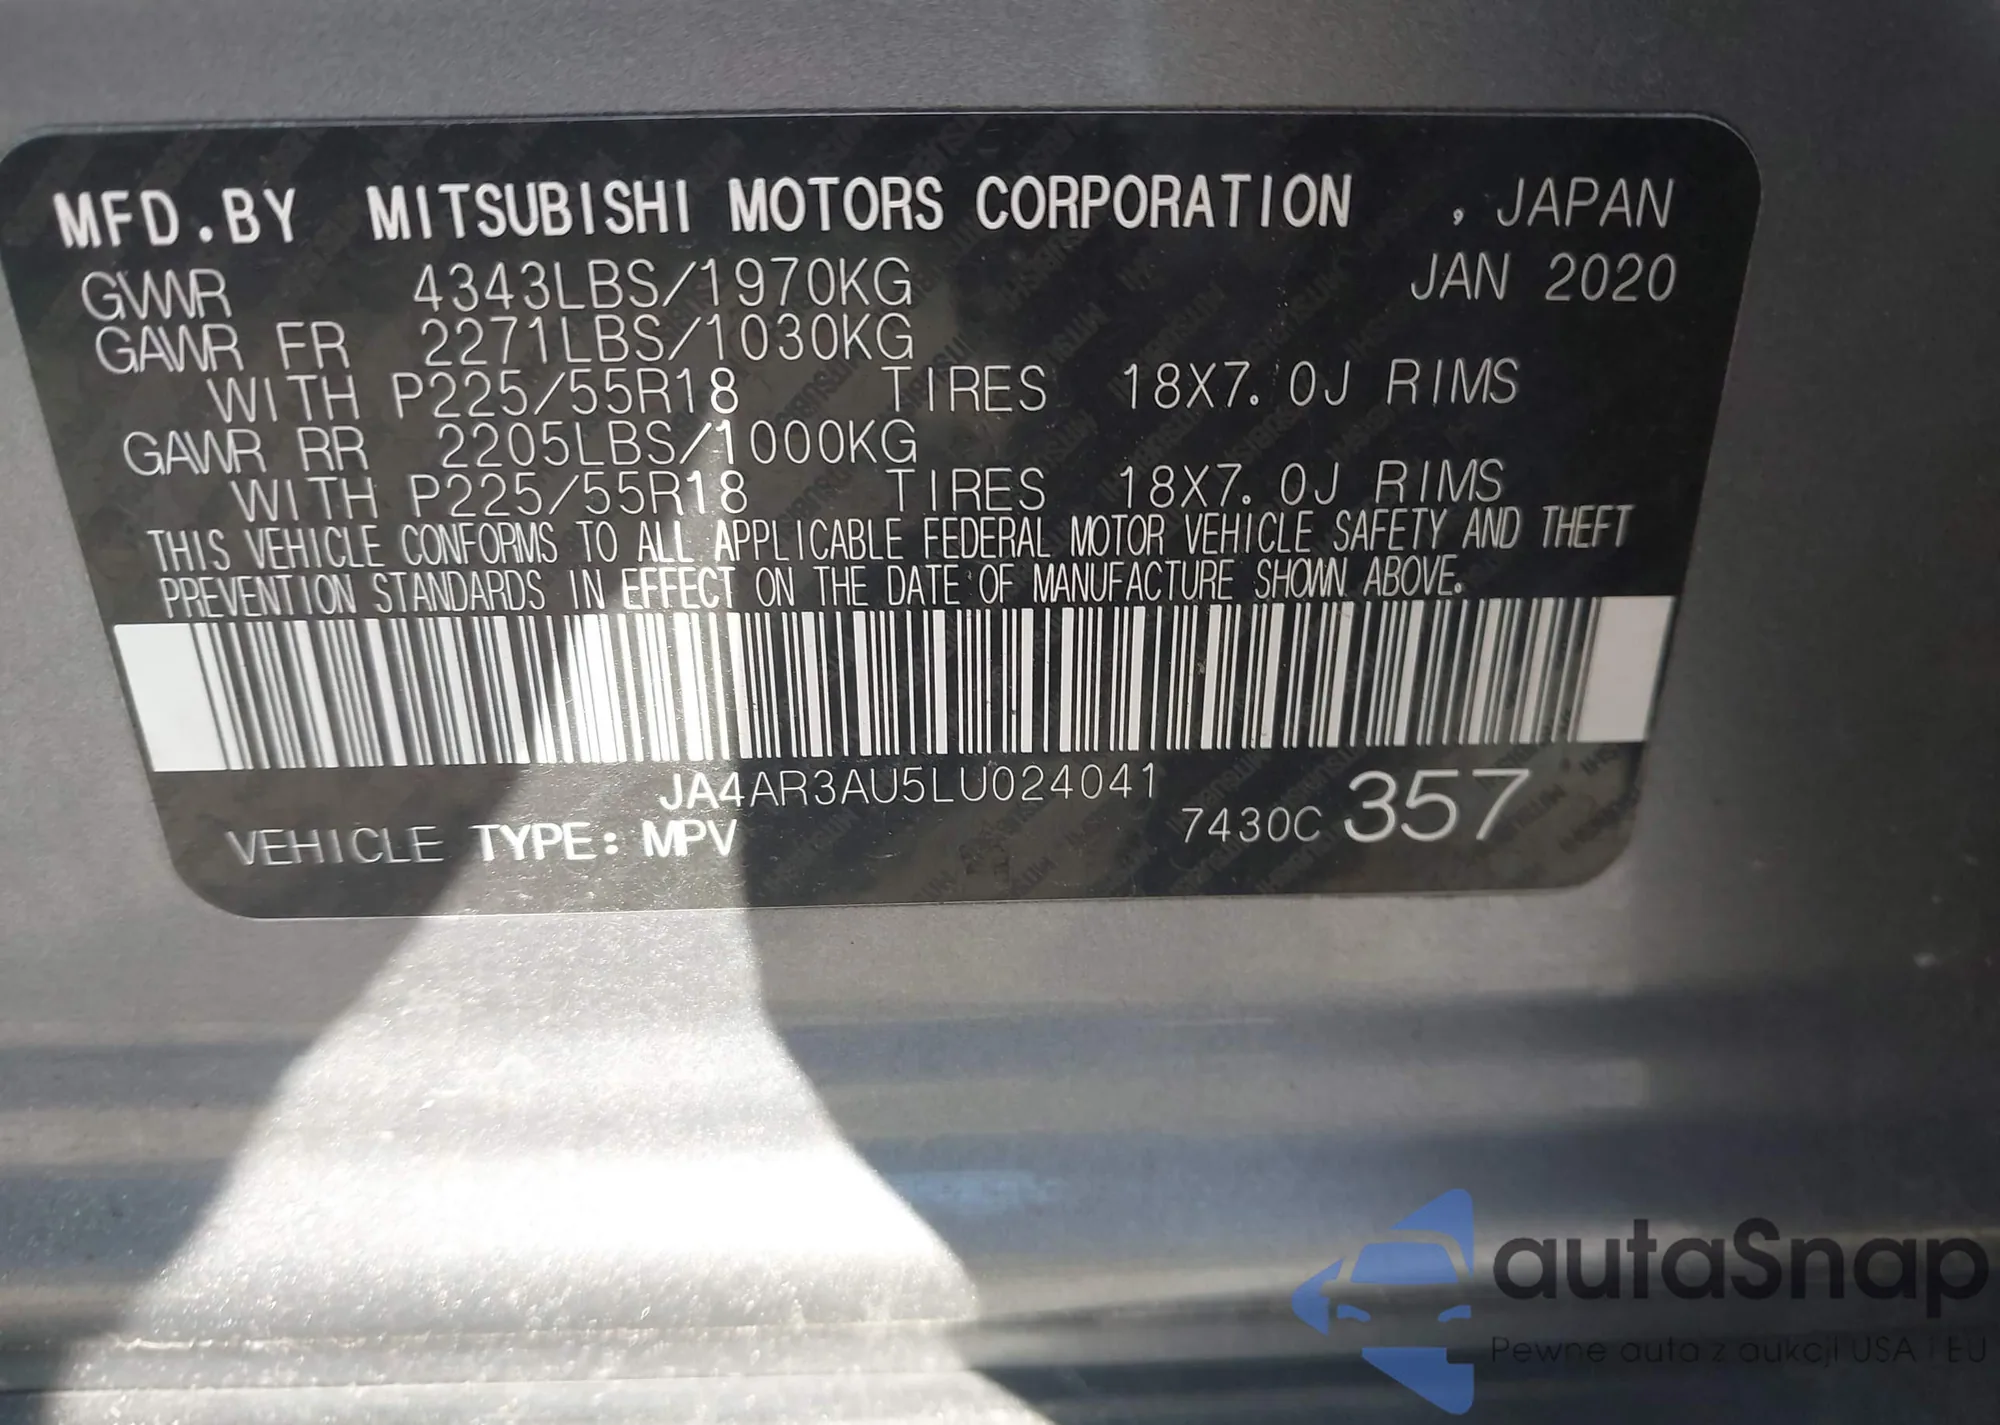 MFD.BY MITSUBISHI MOTORS CORPORATION , JAPAN
GVWR 4343LBS/1970KG JAN 2020
GAWR FR 2271LBS/1030KG
WITH P225/55R18 TIRES 18X7.0J RIMS
GAWR RR 2205LBS/1000KG
WITH P225/55R18 TIRES 18X7.0J RIMS
THIS VEHICLE CONFORMS TO ALL APPLICABLE FEDERAL MOTOR VEHICLE SAFETY AND THEFT
PREVENTION STANDARDS IN EFFECT ON THE DATE OF MANUFACTURE SHOWN ABOVE.
JA4AR3AU5LU024041
VEHICLE TYPE: MPV 7430C 357
autaSnap
Pewne auta z aukcji USA i EU